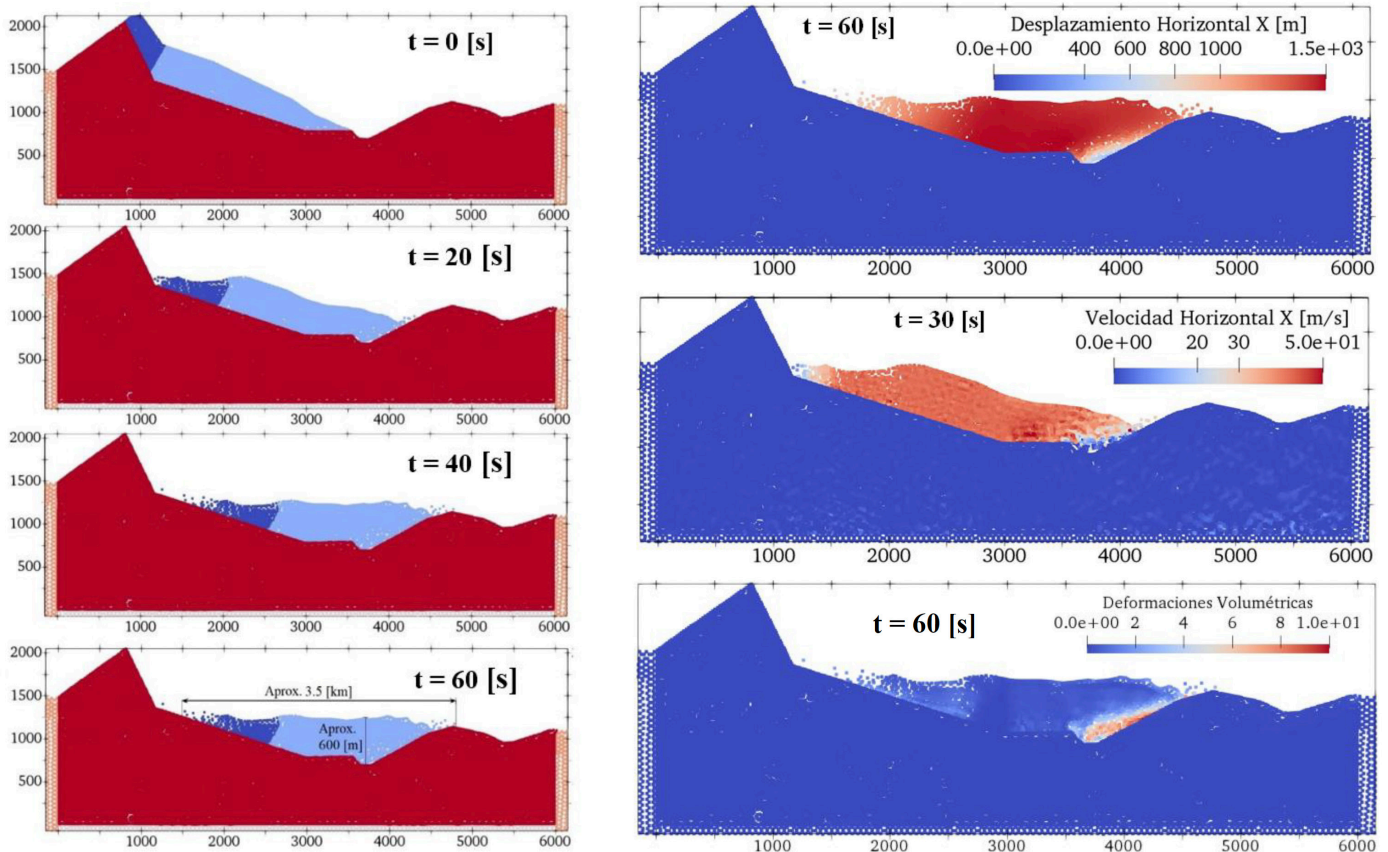 t = 0 [s]
2000
1500
1000
500
1000 2000 3000 4000 5000 6000
t = 20 [s]
2000
1500
1000
500
1000 2000 3000 4000 5000 6000
t = 40 [s]
2000
1500
1000
500
1000 2000 3000 4000 5000 6000
t = 60 [s]
2000
1500
1000
500
Aprox. 3.5 [km]
Aprox.
600 [m]
1000 2000 3000 4000 5000 6000
t = 60 [s]
Desplazamiento Horizontal X [m]
0.0e+00 400 600 800 1000 1.5e+03
1000 2000 3000 4000 5000 6000
t = 30 [s]
Velocidad Horizontal X [m/s]
0.0e+00 20 30 5.0e+01
1000 2000 3000 4000 5000 6000
t = 60 [s]
Deformaciones Volumétricas
0.0e+00 2 4 6 8 1.0e+01
1000 2000 3000 4000 5000 6000